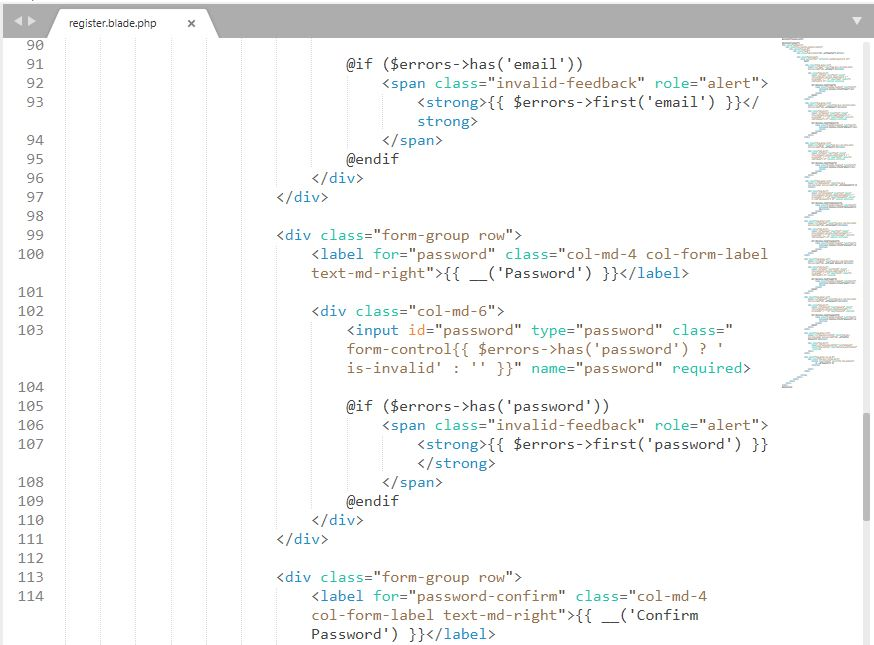 register.blade.php ×
90
91 @if ($errors->has('email'))
92 <span class="invalid-feedback" role="alert">
93 <strong>{{ $errors->first('email') }}</
strong>
94 </span>
95 @endif
96 </div>
97 </div>
98
99 <div class="form-group row">
100 <label for="password" class="col-md-4 col-form-label
text-md-right">{{ __('Password') }}</label>
101
102 <div class="col-md-6">
103 <input id="password" type="password" class="
form-control{{ $errors->has('password') ? '
is-invalid' : '' }}" name="password" required>
104
105 @if ($errors->has('password'))
106 <span class="invalid-feedback" role="alert">
107 <strong>{{ $errors->first('password') }}
</strong>
108 </span>
109 @endif
110 </div>
111 </div>
112
113 <div class="form-group row">
114 <label for="password-confirm" class="col-md-4
col-form-label text-md-right">{{ __('Confirm
Password') }}</label>